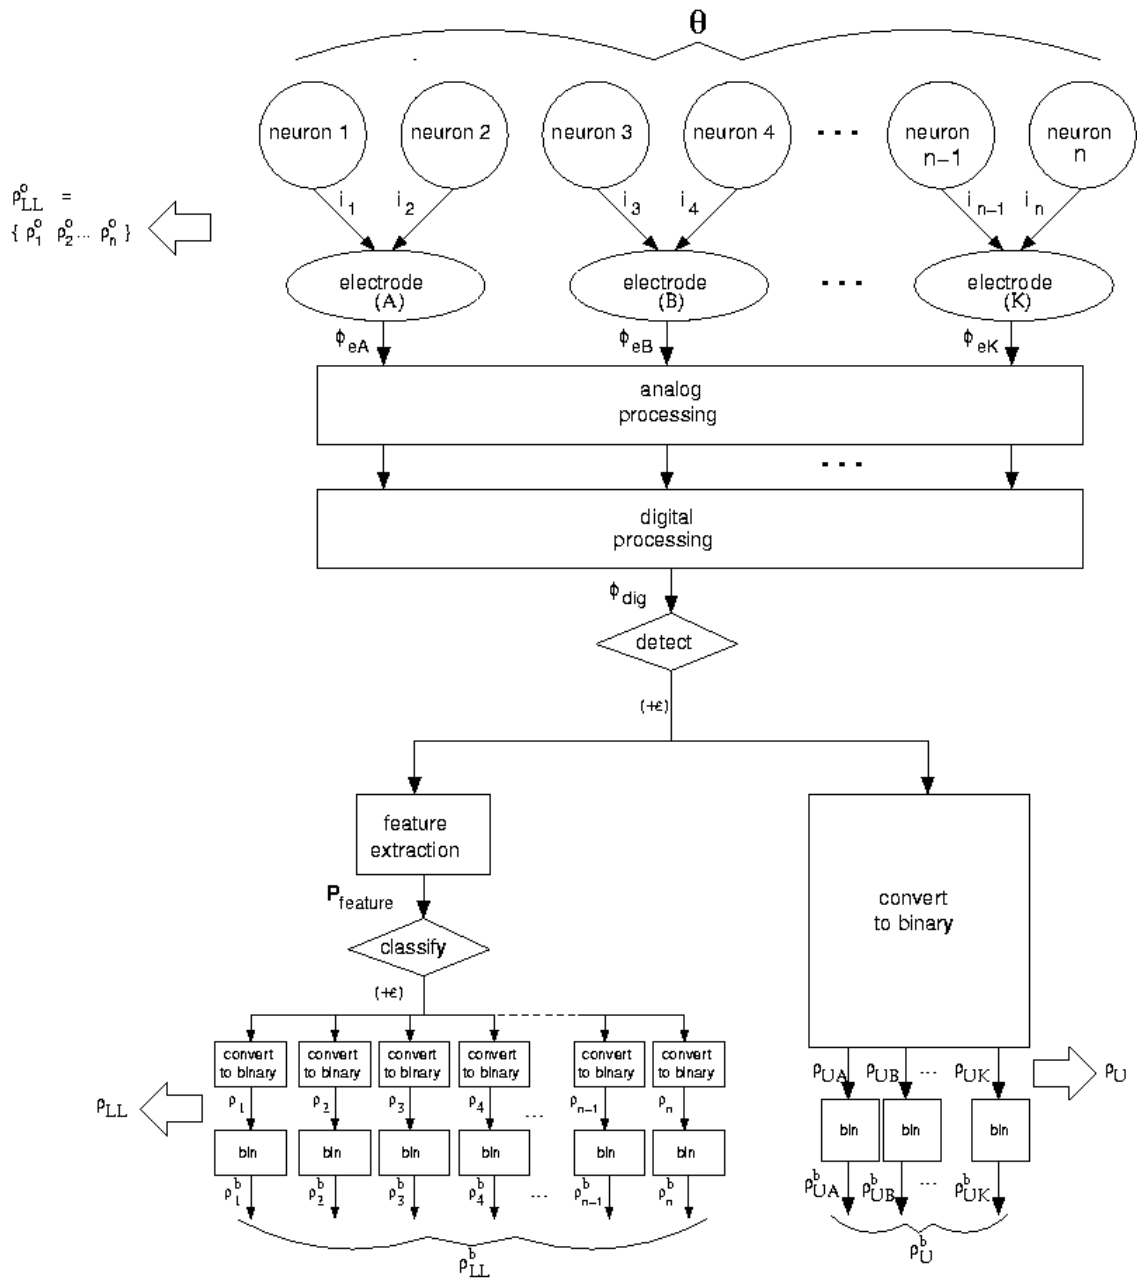 θ
neuron 1 neuron 2 neuron 3 neuron 4 ... neuron n−1 neuron n
ρ°LL =
{ ρ°1 ρ°2 ... ρ°n }
i1 i2 i3 i4 in−1 in
electrode (A) electrode (B) ... electrode (K)
ϕeA ϕeB ϕeK
analog
processing
...
digital
processing
ϕdig
detect
(+ϵ)
feature
extraction
Pfeature
classify
(+ϵ)
convert
to binary
convert to binary convert to binary convert to binary convert to binary convert to binary convert to binary
ρLL
ρ1 ρ2 ρ3 ρ4 ... ρn−1 ρn
bin bin bin bin bin bin
ρb1 ρb2 ρb3 ρb4 ... ρbn−1 ρbn
ρbLL
ρUA ρUB ... ρUK
ρU
bin bin bin
ρbUA ρbUB ... ρbUK
ρbU